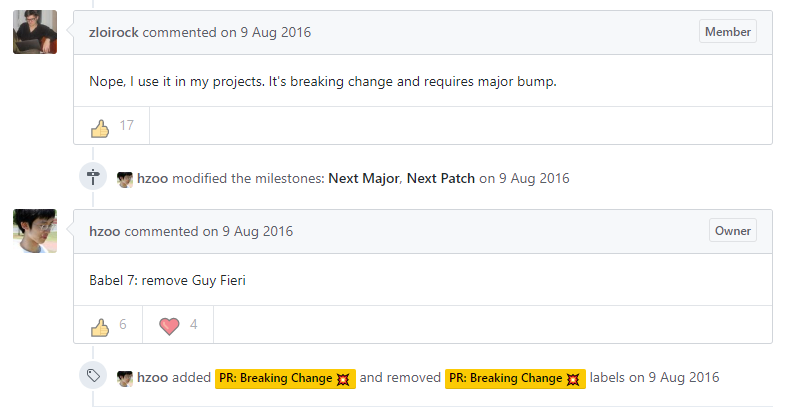 zloirock commented on 9 Aug 2016 Member
Nope, I use it in my projects. It's breaking change and requires major bump.
17
hzoo modified the milestones: Next Major, Next Patch on 9 Aug 2016
hzoo commented on 9 Aug 2016 Owner
Babel 7: remove Guy Fieri
6 4
hzoo added PR: Breaking Change 💥 and removed PR: Breaking Change 💥 labels on 9 Aug 2016